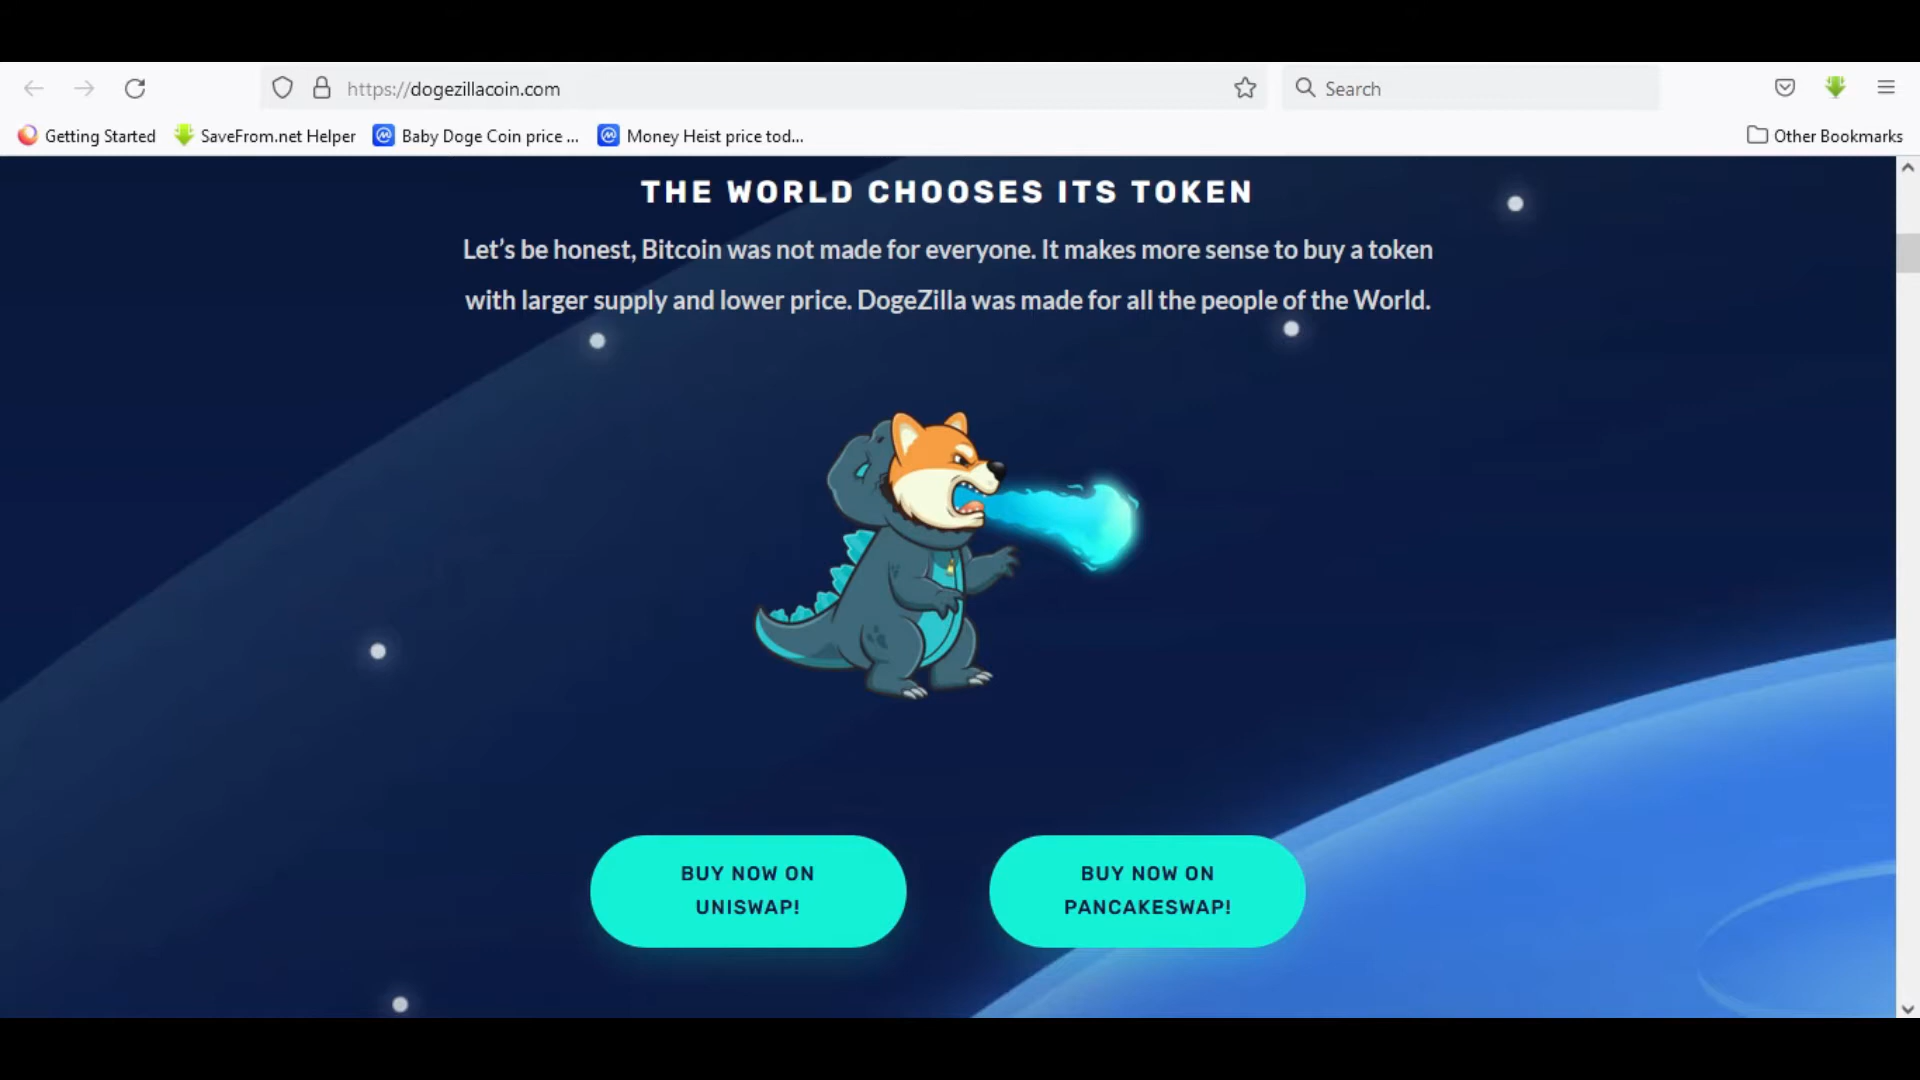 https://dogezillacoin.com
Search
Getting Started
SaveFrom.net Helper
Baby Doge Coin price ...
Money Heist price tod...
Other Bookmarks
THE WORLD CHOOSES ITS TOKEN
Let's be honest, Bitcoin was not made for everyone. It makes more sense to buy a token
with larger supply and lower price. DogeZilla was made for all the people of the World.
BUY NOW ON
UNISWAP!
BUY NOW ON
PANCAKESWAP!